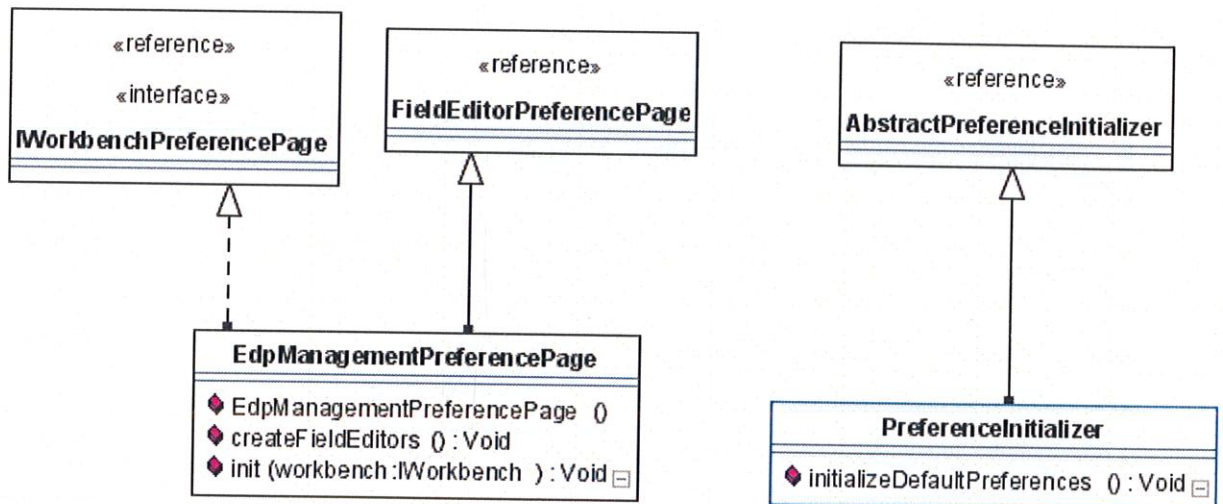 «reference»
«interface»
IWorkbenchPreferencePage
«reference»
FieldEditorPreferencePage
«reference»
AbstractPreferenceInitializer
EdpManagementPreferencePage
EdpManagementPreferencePage ()
createFieldEditors () : Void
init (workbench :IWorkbench ) : Void
PreferenceInitializer
initializeDefaultPreferences () : Void